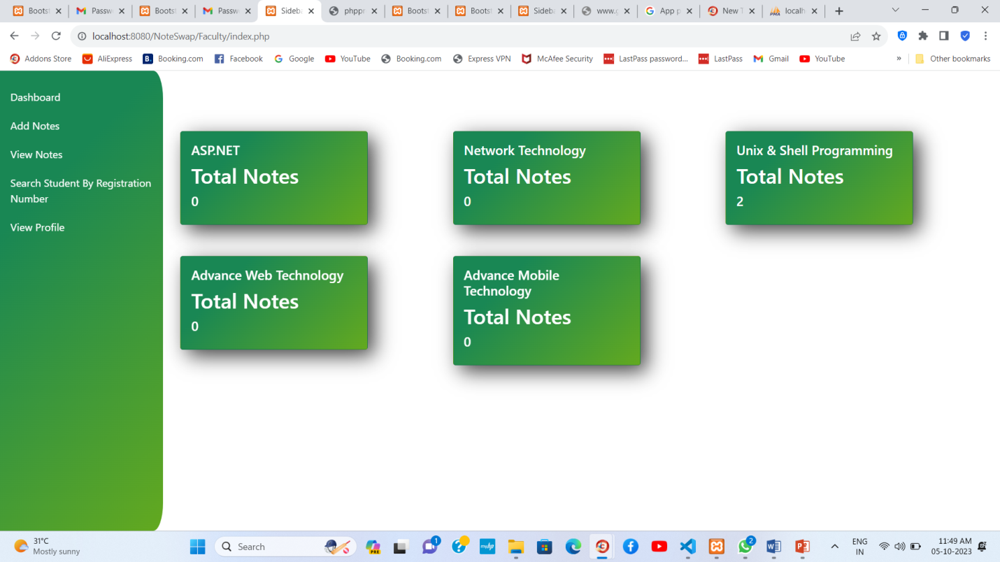 Bootst
Passw
Bootst
Passw
Sideba
phppr
Bootst
Bootst
Sideba
www.g
App p
New T
localh
localhost:8080/NoteSwap/Faculty/index.php
Addons Store
AliExpress
Booking.com
Facebook
Google
YouTube
Booking.com
Express VPN
McAfee Security
LastPass password...
LastPass
Gmail
YouTube
»
Other bookmarks
Dashboard
Add Notes
View Notes
Search Student By Registration
Number
View Profile
ASP.NET
Total Notes
0
Network Technology
Total Notes
0
Unix & Shell Programming
Total Notes
2
Advance Web Technology
Total Notes
0
Advance Mobile
Technology
Total Notes
0
31°C
Mostly sunny
Search
PRE
1
myhp
2
ENG
IN
11:49 AM
05-10-2023